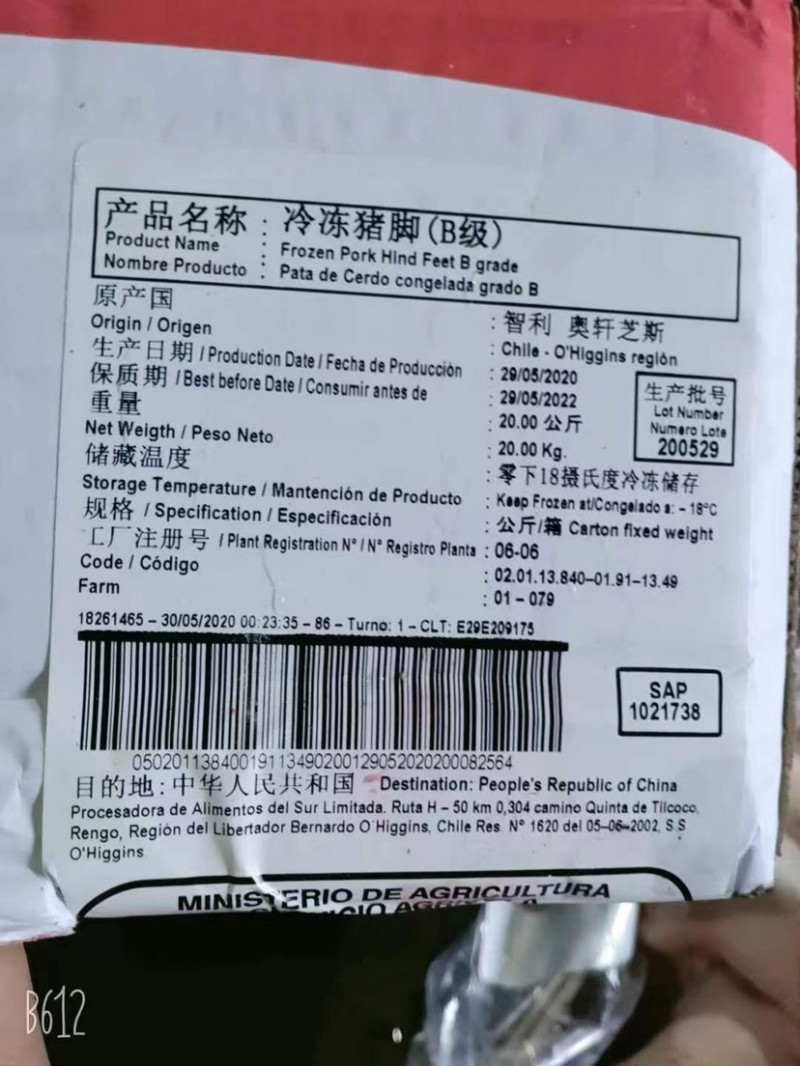 产品名称 : 冷冻猪脚(B级)
Product Name : Frozen Pork Hind Feet B grade
Nombre Producto : Pata de Cerdo congelada grado B
原产国 : 智利 奥轩芝斯
Origin / Origen : Chile - O'Higgins región
生产日期 / Production Date / Fecha de Producción : 29/05/2020
保质期 / Best before Date / Consumir antes de : 29/05/2022
生产批号
Lot Number
Numero Lote
200529
重量 : 20.00 公斤
Net Weigth / Peso Neto : 20.00 Kg.
储藏温度 : 零下18摄氏度冷冻储存
Storage Temperature / Mantención de Producto : Keep Frozen at/Congelado a: - 18°C
规格 / Specification / Especificación : 公斤/箱 Carton fixed weight
工厂注册号 / Plant Registration N° / N° Registro Planta : 06-06
Code / Código : 02.01.13.840-01.91-13.49
Farm : 01 - 079
18261465 - 30/05/2020 00:23:35 - 86 - Turno: 1 - CLT: E29E209175
SAP
1021738
05020113840019113490200129052020200082564
目的地: 中华人民共和国 Destination: People's Republic of China
Procesadora de Alimentos del Sur Limitada. Ruta H - 50 km 0,304 camino Quinta de Tilcoco,
Rengo, Región del Libertador Bernardo O'Higgins, Chile Res N° 1620 del 05-06-2002, S.S
O'Higgins
MINISTERIO DE AGRICULTURA
B612